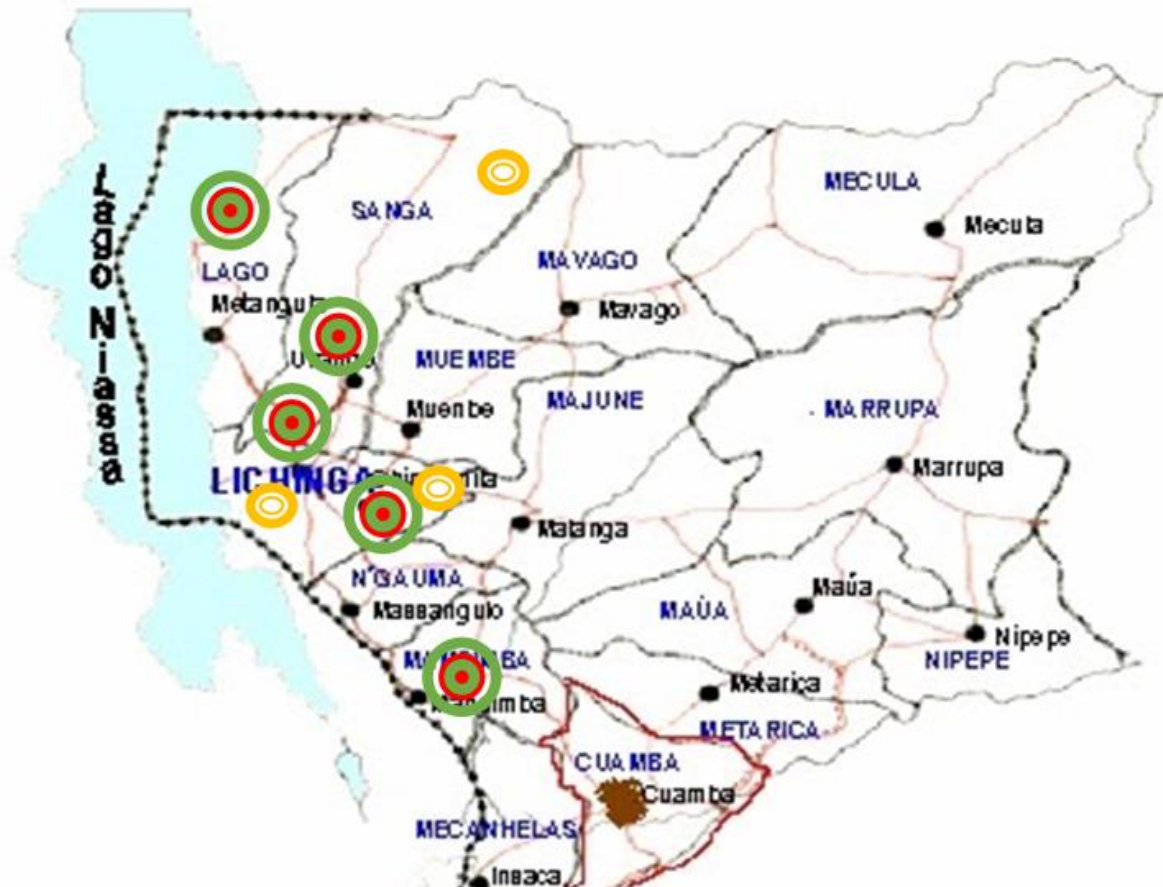 Lago Niassa
MECULA
SANGA
Mecula
LAGO
MAVAGO
Metangula
Mavago
MUEMBE
MAJUNE
Muembe
MARRUPA
LICHINGA
Marrupa
Malanga
N'GAUMA
Maúa
Massangulo
MAÚA
Nipepe
NIPEPE
Metarica
METARICA
CUAMBA
Cuamba
MECANHELAS
Insaca